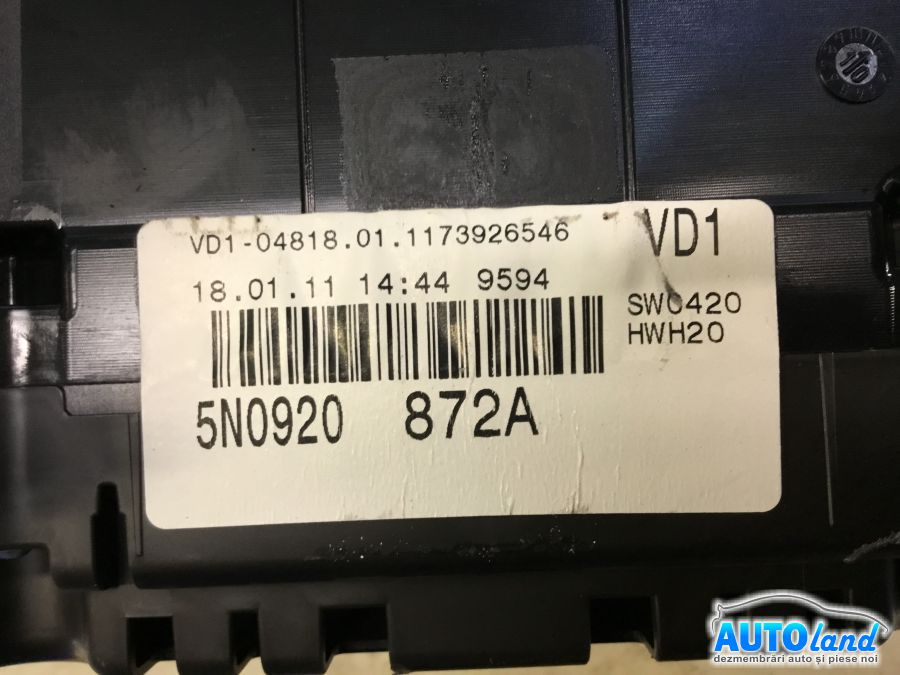 VD1-04818.01.1173926546
VD1
18.01.11 14:44 9594
SW0420
HWH20
5N0920 872A
AUTOland
dezmembrări auto și piese noi